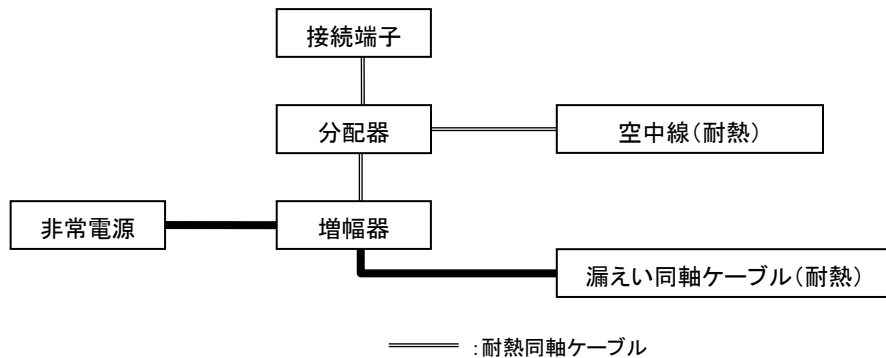 接続端子
分配器
空中線(耐熱)
非常電源
増幅器
漏えい同軸ケーブル(耐熱)
:耐熱同軸ケーブル